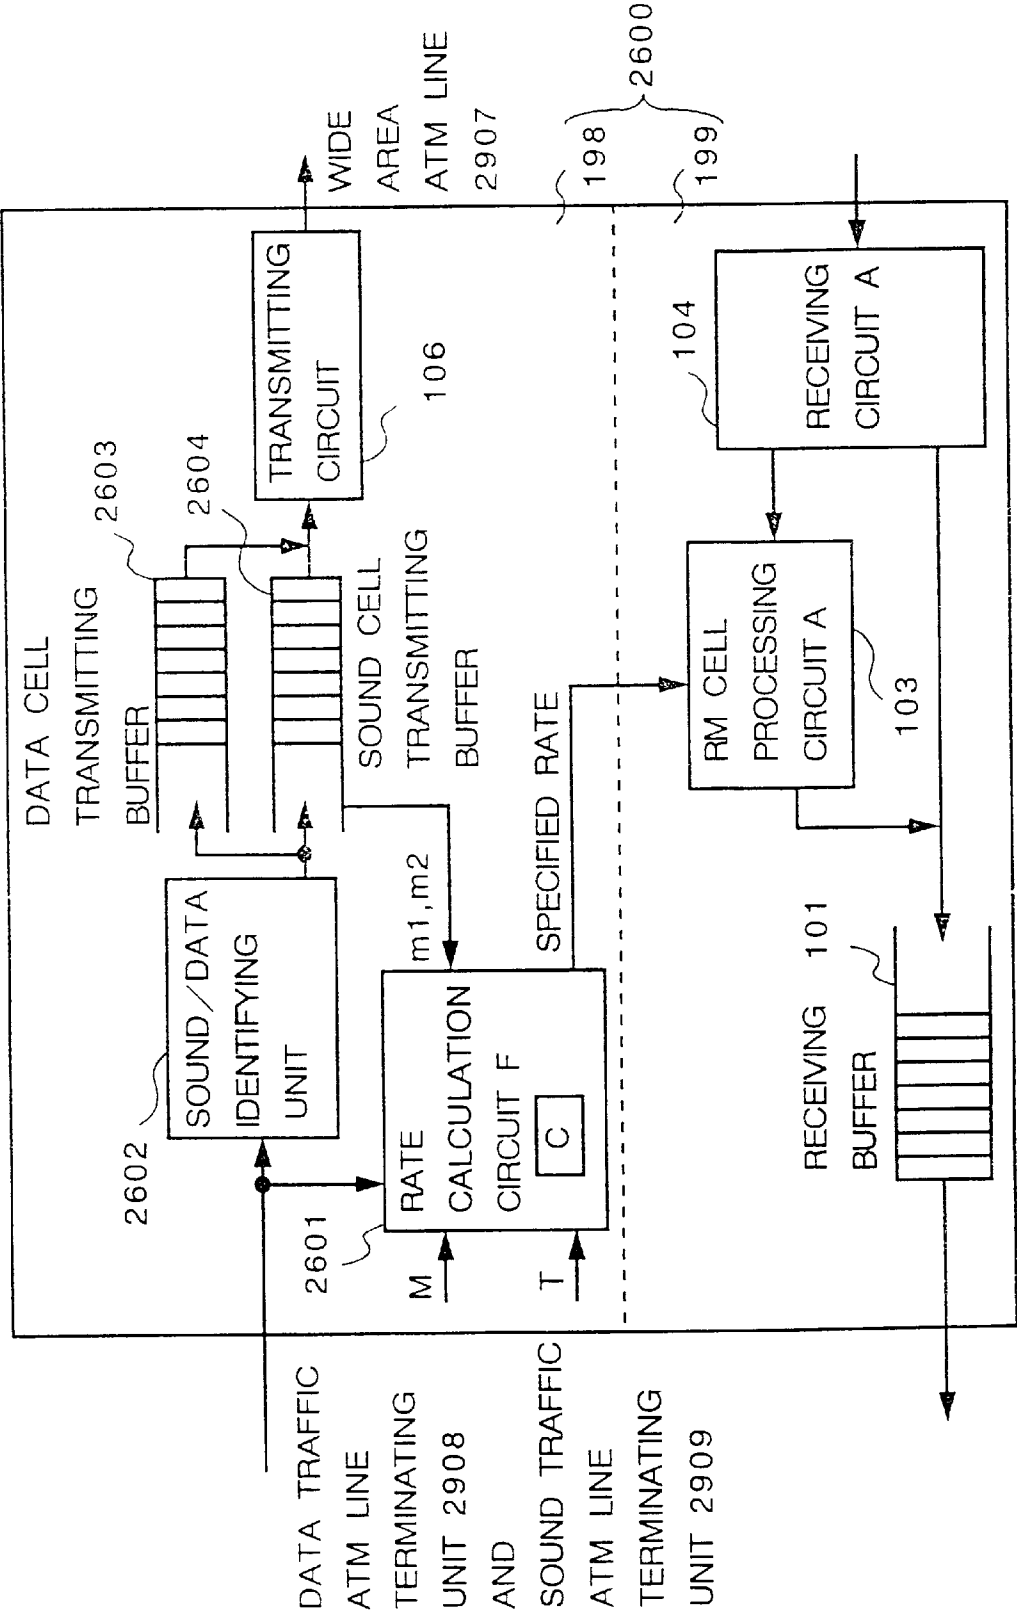 DATA CELL
TRANSMITTING
BUFFER
2603
2604
SOUND CELL
TRANSMITTING
BUFFER
TRANSMITTING
CIRCUIT
106
WIDE
AREA
ATM LINE
2907
2602
SOUND/DATA
IDENTIFYING
UNIT
m1,m2
2601
RATE
CALCULATION
CIRCUIT F
C
M
T
SPECIFIED RATE
198
199
2600
DATA TRAFFIC
ATM LINE
TERMINATING
UNIT 2908
AND
SOUND TRAFFIC
ATM LINE
TERMINATING
UNIT 2909
RM CELL
PROCESSING
CIRCUIT A
103
104
RECEIVING
CIRCUIT A
RECEIVING
BUFFER
101